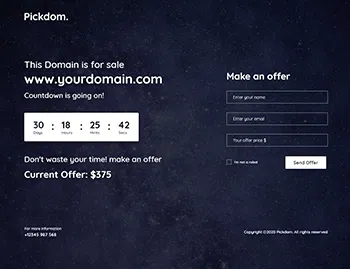 Pickdom.
This Domain is for sale
www.yourdomain.com
Countdown is going on!
30 : 18 : 25 : 42
Days Hours Mints Secs
Don't waste your time! make an offer
Current Offer: $375
Make an offer
Enter your name
Enter your email
Your offer price $
I'm not a robot
Send Offer
For more information
+12345 987 568
Copyright ©2020 Pickdom. All rights reserved